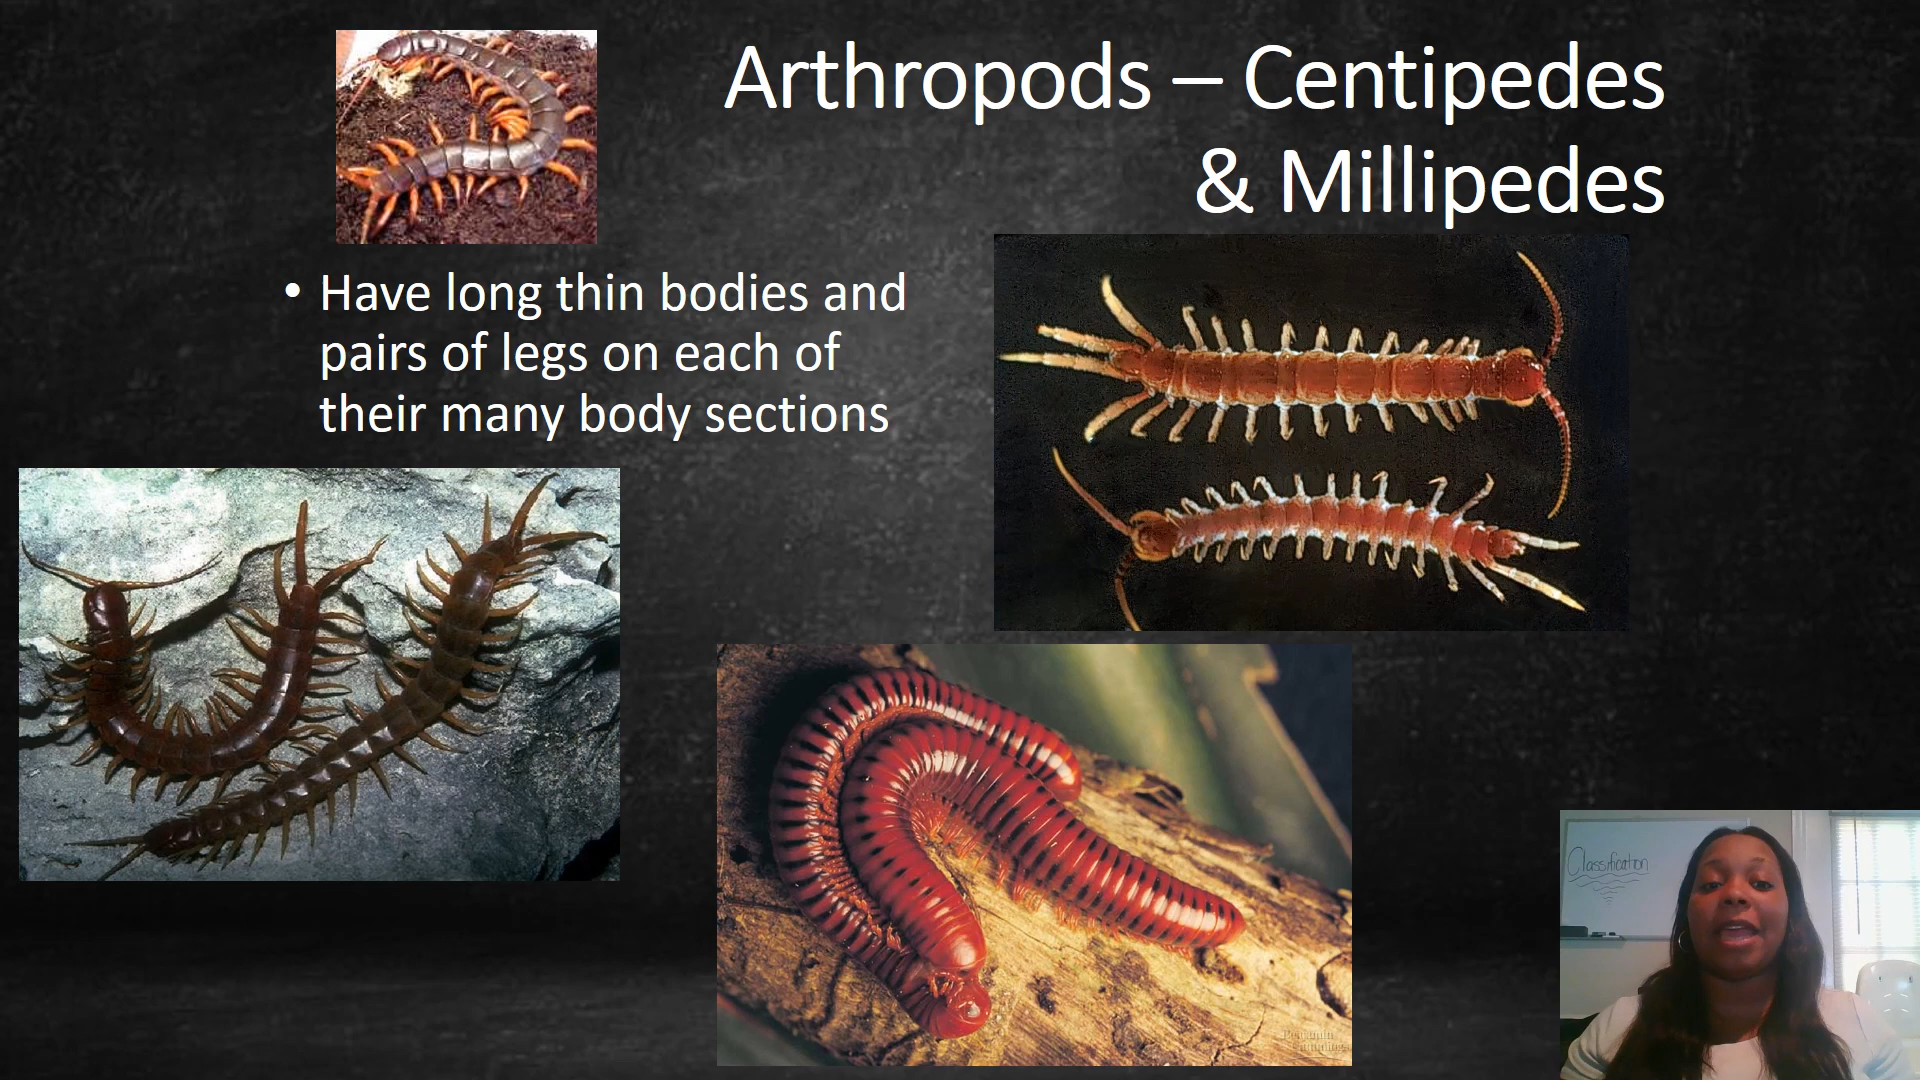 Arthropods – Centipedes
& Millipedes
• Have long thin bodies and
pairs of legs on each of
their many body sections
Classification